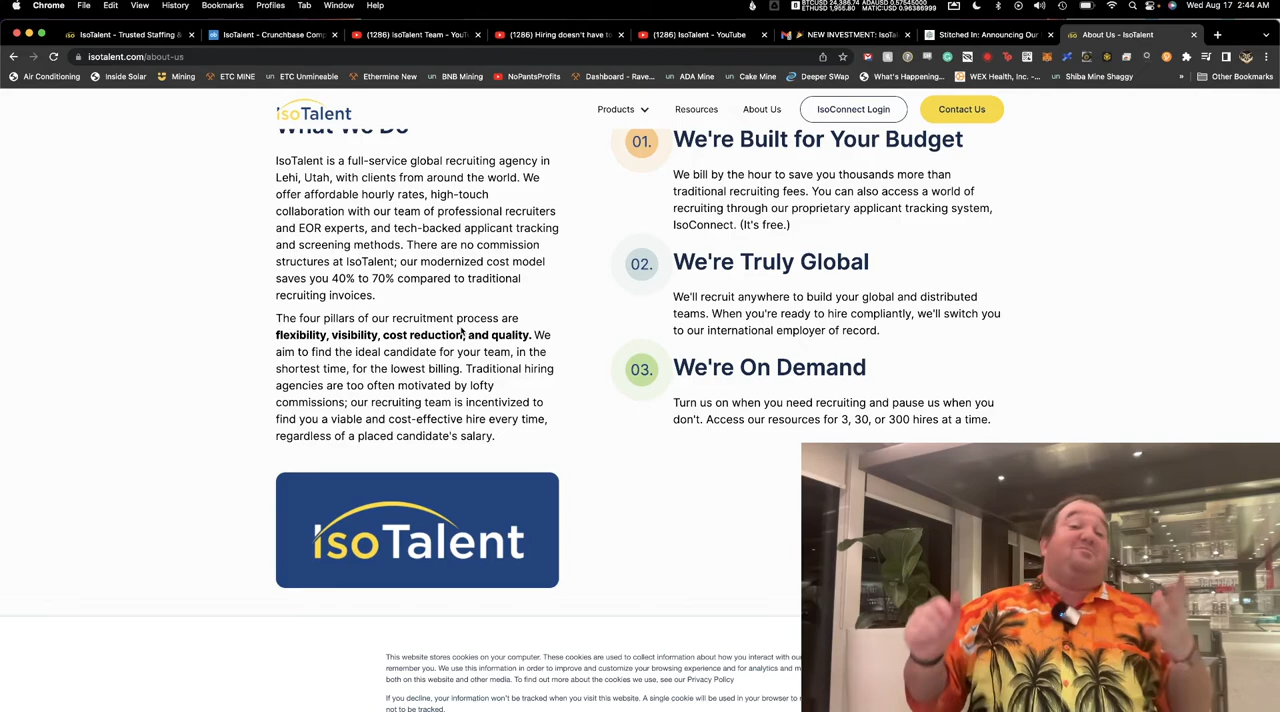 Chrome File Edit View History Bookmarks Profiles Tab Window Help
BTCUSD 24,386.74 ADAUSD 0.57545000
ETHUSD 1,955.80 MATICUSD 0.96386999
Wed Aug 17 2:44 AM
IsoTalent - Trusted Staffing &
IsoTalent - Crunchbase Comp
(1286) IsoTalent Team - YouT
(1286) Hiring doesn't have to
(1286) IsoTalent - YouTube
NEW INVESTMENT: IsoTal
Stitched In: Announcing Our
About Us - IsoTalent
isotalent.com/about-us
Air Conditioning
Inside Solar
Mining
ETC MINE
ETC Unmineable
Ethermine New
BNB Mining
NoPantsProfits
Dashboard - Rave...
ADA Mine
Cake Mine
Deeper SWap
What's Happening...
WEX Health, Inc. -...
Shiba Mine Shaggy
Other Bookmarks
IsoTalent
Products
Resources
About Us
IsoConnect Login
Contact Us
What We Do
IsoTalent is a full-service global recruiting agency in
Lehi, Utah, with clients from around the world. We
offer affordable hourly rates, high-touch
collaboration with our team of professional recruiters
and EOR experts, and tech-backed applicant tracking
and screening methods. There are no commission
structures at IsoTalent; our modernized cost model
saves you 40% to 70% compared to traditional
recruiting invoices.
The four pillars of our recruitment process are
flexibility, visibility, cost reduction, and quality. We
aim to find the ideal candidate for your team, in the
shortest time, for the lowest billing. Traditional hiring
agencies are too often motivated by lofty
commissions; our recruiting team is incentivized to
find you a viable and cost-effective hire every time,
regardless of a placed candidate's salary.
IsoTalent
01.
We're Built for Your Budget
We bill by the hour to save you thousands more than
traditional recruiting fees. You can also access a world of
recruiting through our proprietary applicant tracking system,
IsoConnect. (It's free.)
02.
We're Truly Global
We'll recruit anywhere to build your global and distributed
teams. When you're ready to hire compliantly, we'll switch you
to our international employer of record.
03.
We're On Demand
Turn us on when you need recruiting and pause us when you
don't. Access our resources for 3, 30, or 300 hires at a time.
This website stores cookies on your computer. These cookies are used to collect information about how you interact with
remember you. We use this information in order to improve and customize your browsing experience and for analytics and
both on this website and other media. To find out more about the cookies we use, see our Privacy Policy
If you decline, your information won't be tracked when you visit this website. A single cookie will be used in your browser to
not to be tracked.